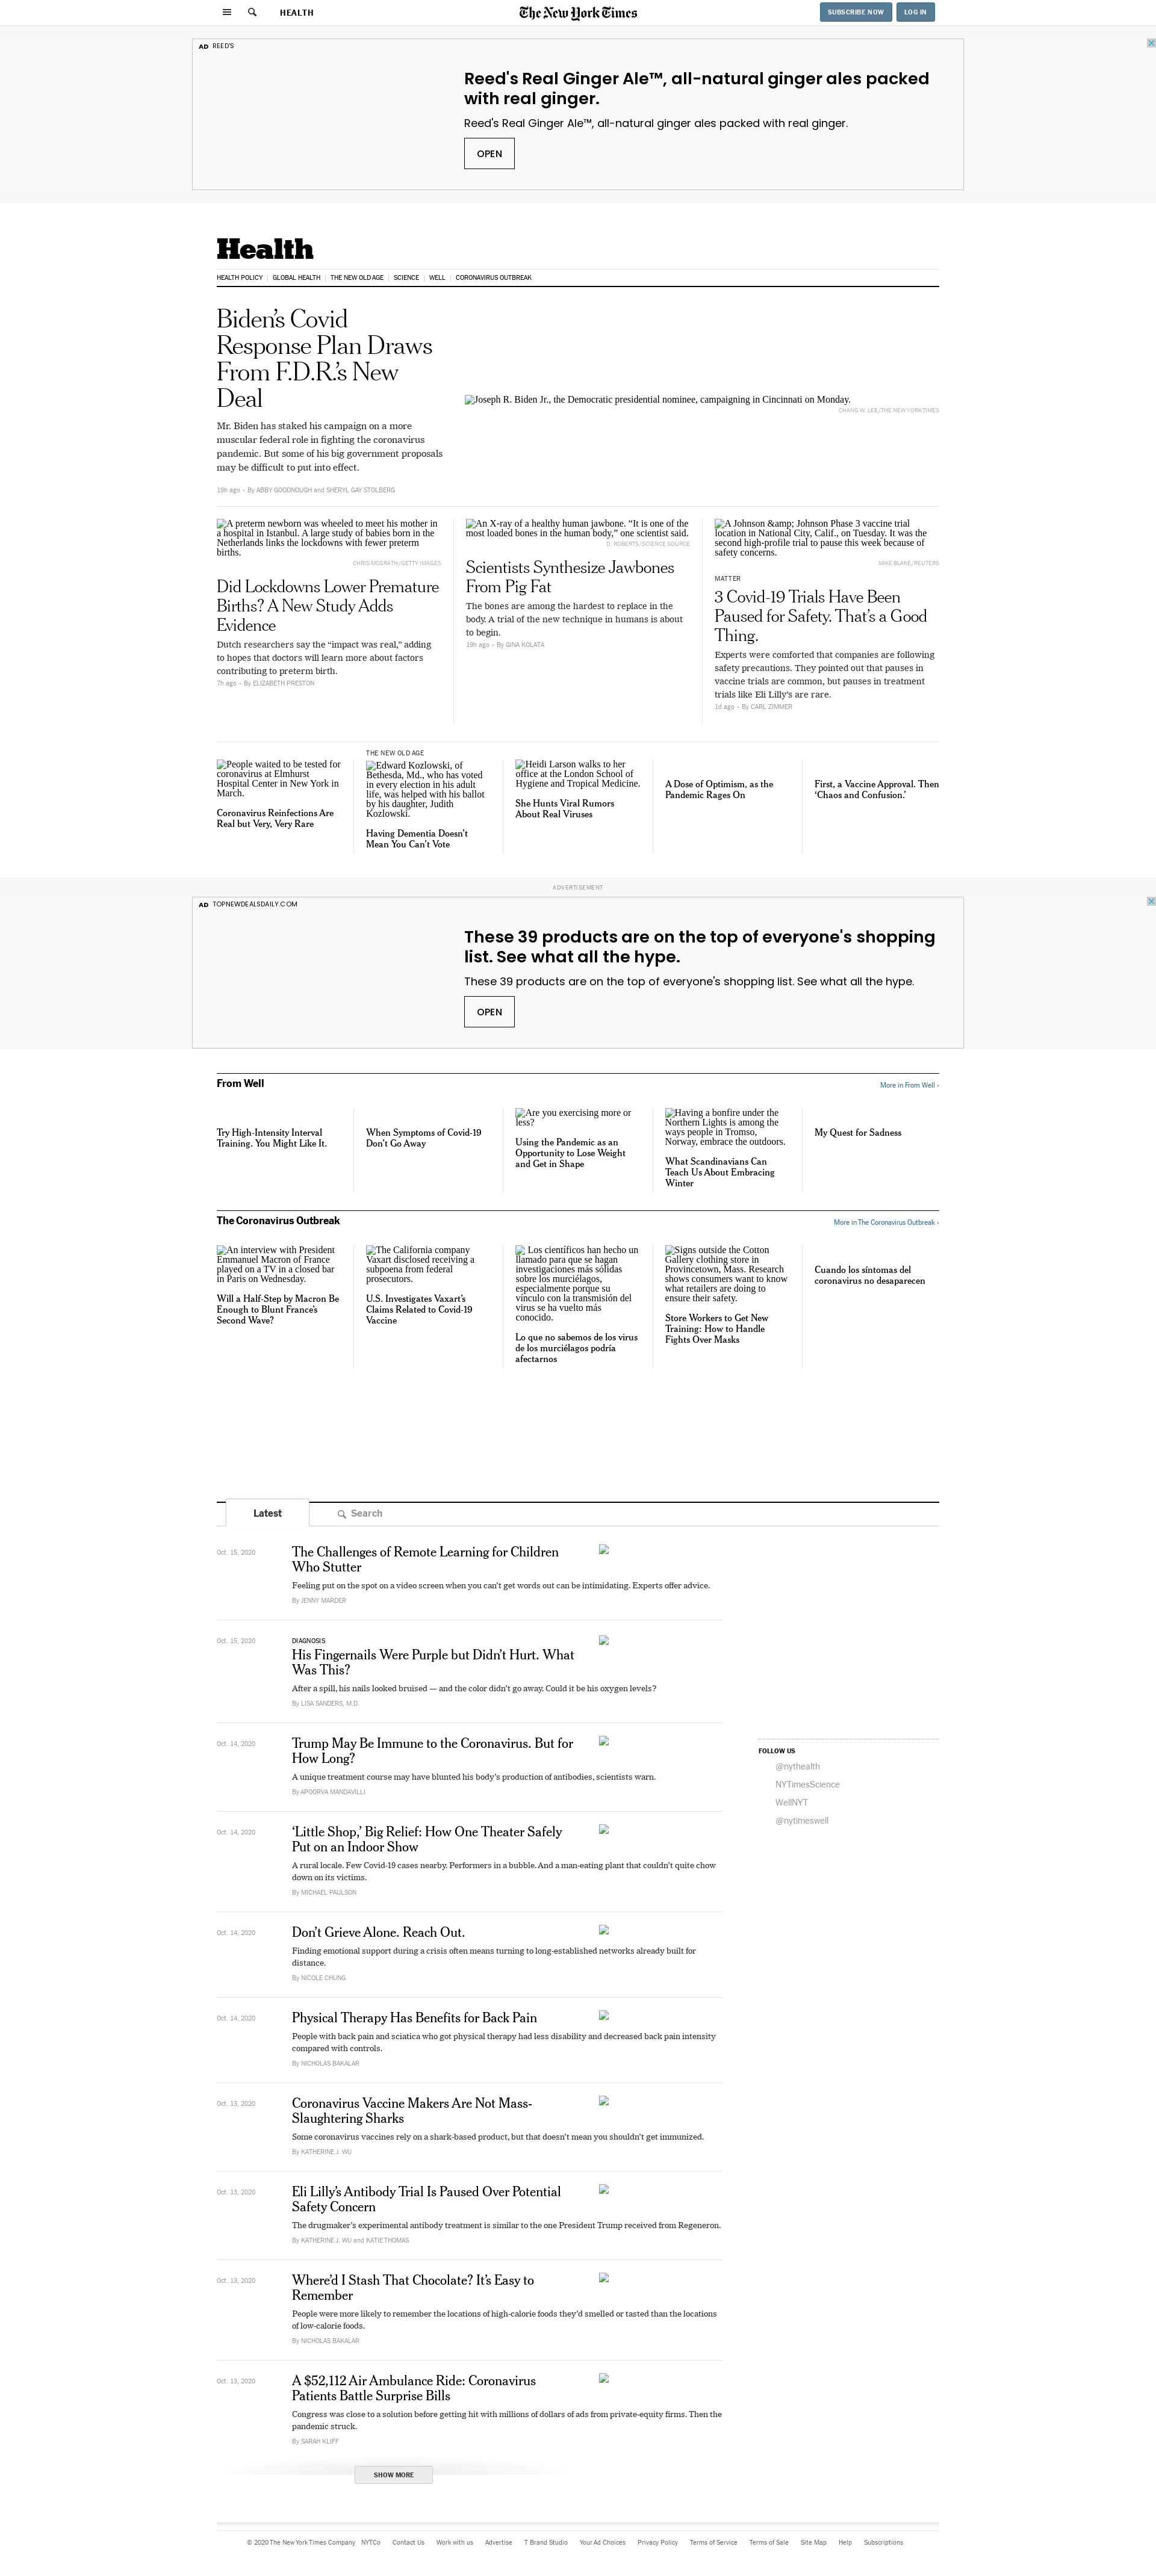 HEALTH
The New York Times
SUBSCRIBE NOW
LOG IN
AD REED'S
Reed's Real Ginger Ale™, all-natural ginger ales packed
with real ginger.
Reed's Real Ginger Ale™, all-natural ginger ales packed with real ginger.
OPEN
Health
HEALTH POLICY
GLOBAL HEALTH
THE NEW OLD AGE
SCIENCE
WELL
CORONAVIRUS OUTBREAK
Biden’s Covid
Response Plan Draws
From F.D.R.’s New
Deal
Mr. Biden has staked his campaign on a more
muscular federal role in fighting the coronavirus
pandemic. But some of his big government proposals
may be difficult to put into effect.
19h ago • By ABBY GOODNOUGH and SHERYL GAY STOLBERG
Joseph R. Biden Jr., the Democratic presidential nominee, campaigning in Cincinnati on Monday.
CHANG W. LEE/THE NEW YORK TIMES
A preterm newborn was wheeled to meet his mother in
a hospital in Istanbul. A large study of babies born in the
Netherlands links the lockdowns with fewer preterm
births.
CHRIS MCGRATH/GETTY IMAGES
Did Lockdowns Lower Premature
Births? A New Study Adds
Evidence
Dutch researchers say the “impact was real,” adding
to hopes that doctors will learn more about factors
contributing to preterm birth.
7h ago • By ELIZABETH PRESTON
An X-ray of a healthy human jawbone. “It is one of the
most loaded bones in the human body,” one scientist said.
D. ROBERTS/SCIENCE SOURCE
Scientists Synthesize Jawbones
From Pig Fat
The bones are among the hardest to replace in the
body. A trial of the new technique in humans is about
to begin.
19h ago • By GINA KOLATA
A Johnson &amp; Johnson Phase 3 vaccine trial
location in National City, Calif., on Tuesday. It was the
second high-profile trial to pause this week because of
safety concerns.
MIKE BLAKE/REUTERS
MATTER
3 Covid-19 Trials Have Been
Paused for Safety. That’s a Good
Thing.
Experts were comforted that companies are following
safety precautions. They pointed out that pauses in
vaccine trials are common, but pauses in treatment
trials like Eli Lilly’s are rare.
1d ago • By CARL ZIMMER
People waited to be tested for
coronavirus at Elmhurst
Hospital Center in New York in
March.
Coronavirus Reinfections Are
Real but Very, Very Rare
THE NEW OLD AGE
Edward Kozlowski, of
Bethesda, Md., who has voted
in every election in his adult
life, was helped with his ballot
by his daughter, Judith
Kozlowski.
Having Dementia Doesn’t
Mean You Can’t Vote
Heidi Larson walks to her
office at the London School of
Hygiene and Tropical Medicine.
She Hunts Viral Rumors
About Real Viruses
A Dose of Optimism, as the
Pandemic Rages On
First, a Vaccine Approval. Then
‘Chaos and Confusion.’
ADVERTISEMENT
AD TOPNEWDEALSDAILY.COM
These 39 products are on the top of everyone's shopping
list. See what all the hype.
These 39 products are on the top of everyone's shopping list. See what all the hype.
OPEN
From Well
More in From Well ›
Try High-Intensity Interval
Training. You Might Like It.
When Symptoms of Covid-19
Don’t Go Away
Are you exercising more or
less?
Using the Pandemic as an
Opportunity to Lose Weight
and Get in Shape
Having a bonfire under the
Northern Lights is among the
ways people in Tromso,
Norway, embrace the outdoors.
What Scandinavians Can
Teach Us About Embracing
Winter
My Quest for Sadness
The Coronavirus Outbreak
More in The Coronavirus Outbreak ›
An interview with President
Emmanuel Macron of France
played on a TV in a closed bar
in Paris on Wednesday.
Will a Half-Step by Macron Be
Enough to Blunt France’s
Second Wave?
The California company
Vaxart disclosed receiving a
subpoena from federal
prosecutors.
U.S. Investigates Vaxart’s
Claims Related to Covid-19
Vaccine
Los científicos han hecho un
llamado para que se hagan
investigaciones más sólidas
sobre los murciélagos,
especialmente porque su
vínculo con la transmisión del
virus se ha vuelto más
conocido.
Lo que no sabemos de los virus
de los murciélagos podría
afectarnos
Signs outside the Cotton
Gallery clothing store in
Provincetown, Mass. Research
shows consumers want to know
what retailers are doing to
ensure their safety.
Store Workers to Get New
Training: How to Handle
Fights Over Masks
Cuando los síntomas del
coronavirus no desaparecen
Latest
Search
Oct. 15, 2020
The Challenges of Remote Learning for Children
Who Stutter
Feeling put on the spot on a video screen when you can’t get words out can be intimidating. Experts offer advice.
By JENNY MARDER
Oct. 15, 2020
DIAGNOSIS
His Fingernails Were Purple but Didn’t Hurt. What
Was This?
After a spill, his nails looked bruised — and the color didn’t go away. Could it be his oxygen levels?
By LISA SANDERS, M.D.
Oct. 14, 2020
Trump May Be Immune to the Coronavirus. But for
How Long?
A unique treatment course may have blunted his body’s production of antibodies, scientists warn.
By APOORVA MANDAVILLI
Oct. 14, 2020
‘Little Shop,’ Big Relief: How One Theater Safely
Put on an Indoor Show
A rural locale. Few Covid-19 cases nearby. Performers in a bubble. And a man-eating plant that couldn’t quite chow
down on its victims.
By MICHAEL PAULSON
Oct. 14, 2020
Don’t Grieve Alone. Reach Out.
Finding emotional support during a crisis often means turning to long-established networks already built for
distance.
By NICOLE CHUNG
Oct. 14, 2020
Physical Therapy Has Benefits for Back Pain
People with back pain and sciatica who got physical therapy had less disability and decreased back pain intensity
compared with controls.
By NICHOLAS BAKALAR
Oct. 13, 2020
Coronavirus Vaccine Makers Are Not Mass-
Slaughtering Sharks
Some coronavirus vaccines rely on a shark-based product, but that doesn’t mean you shouldn’t get immunized.
By KATHERINE J. WU
Oct. 13, 2020
Eli Lilly’s Antibody Trial Is Paused Over Potential
Safety Concern
The drugmaker’s experimental antibody treatment is similar to the one President Trump received from Regeneron.
By KATHERINE J. WU and KATIE THOMAS
Oct. 13, 2020
Where’d I Stash That Chocolate? It’s Easy to
Remember
People were more likely to remember the locations of high-calorie foods they’d smelled or tasted than the locations
of low-calorie foods.
By NICHOLAS BAKALAR
Oct. 13, 2020
A $52,112 Air Ambulance Ride: Coronavirus
Patients Battle Surprise Bills
Congress was close to a solution before getting hit with millions of dollars of ads from private-equity firms. Then the
pandemic struck.
By SARAH KLIFF
SHOW MORE
FOLLOW US
@nythealth
NYTimesScience
WellNYT
@nytimeswell
© 2020 The New York Times Company NYTCo Contact Us Work with us Advertise T Brand Studio Your Ad Choices Privacy Policy Terms of Service Terms of Sale Site Map Help Subscriptions